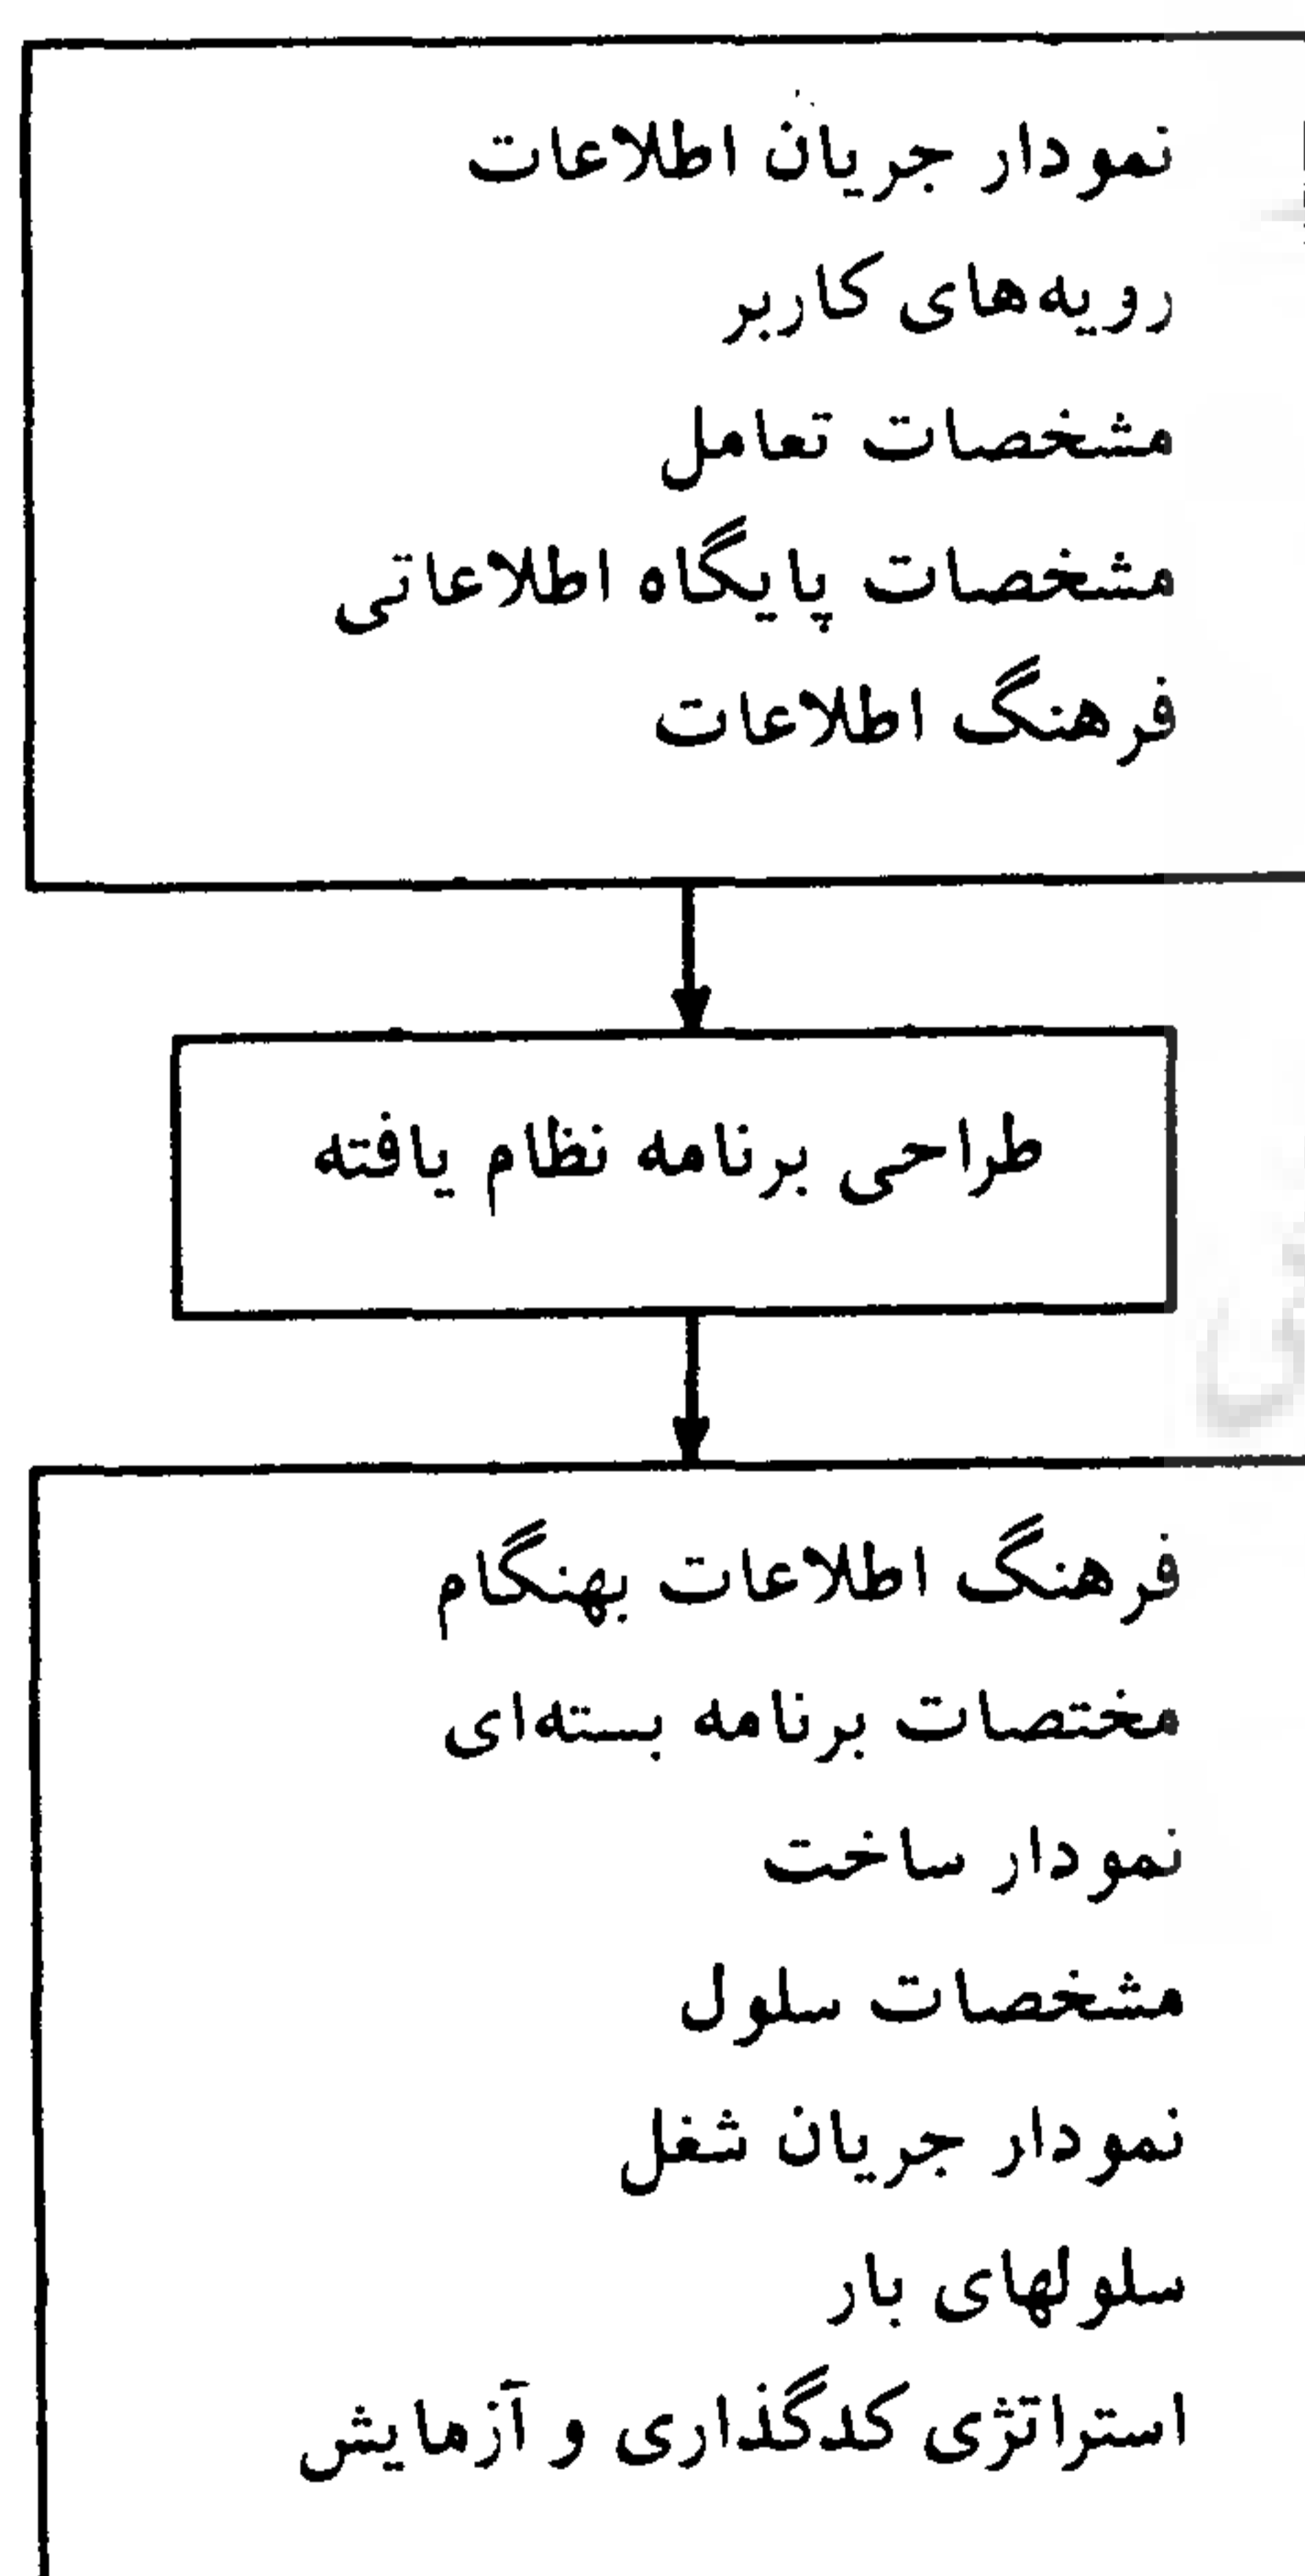 نمودار جریان اطلاعات
رویه‌های کاربر
مشخصات تعامل
مشخصات پایگاه اطلاعاتی
فرهنگ اطلاعات
طراحی برنامه نظام یافته
فرهنگ اطلاعات بهنگام
مختصات برنامه بسته‌ای
نمودار ساخت
مشخصات سلول
نمودار جریان شغل
سلولهای بار
استراتژی کدگذاری و آزمایش